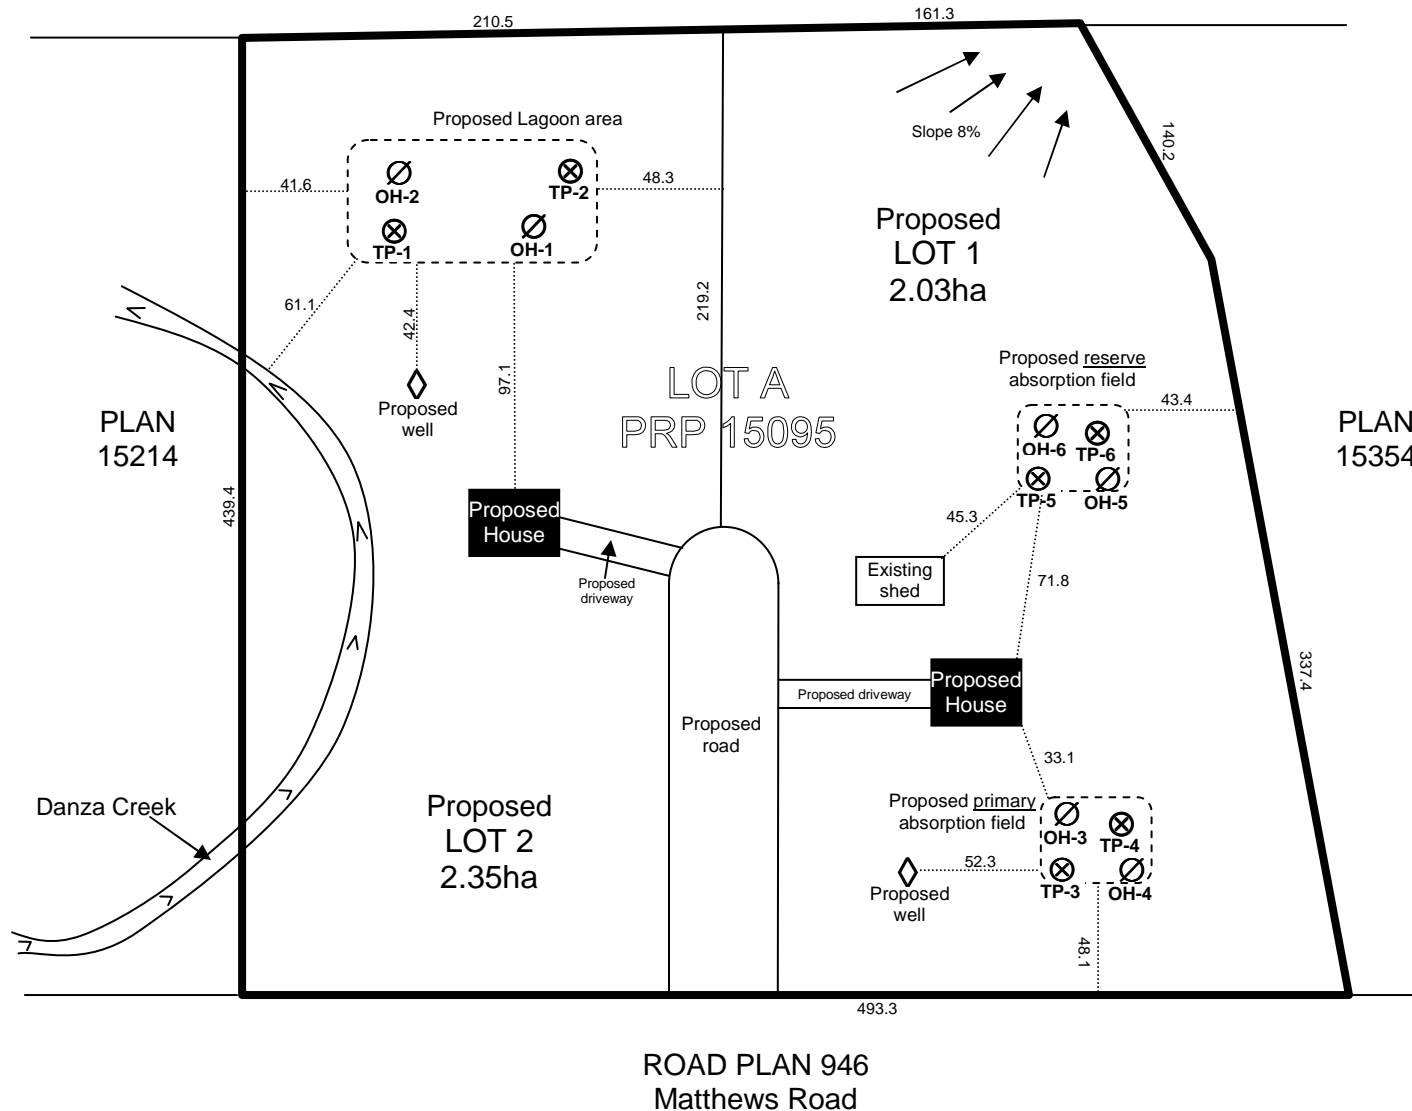 210.5
161.3
140.2
Proposed Lagoon area
Slope 8%
41.6
OH-2
TP-2
48.3
TP-1
OH-1
Proposed
LOT 1
2.03ha
61.1
42.4
97.1
219.2
Proposed
well
LOT A
PRP 15095
Proposed reserve
absorption field
43.4
PLAN
15214
PLAN
15354
OH-6
TP-6
TP-5
OH-5
439.4
Proposed
House
45.3
Existing
shed
Proposed
driveway
71.8
337.4
Proposed driveway
Proposed
House
Proposed
road
33.1
Danza Creek
Proposed
LOT 2
2.35ha
Proposed primary
absorption field
OH-3
TP-4
52.3
TP-3
OH-4
Proposed
well
48.1
493.3
ROAD PLAN 946
Matthews Road